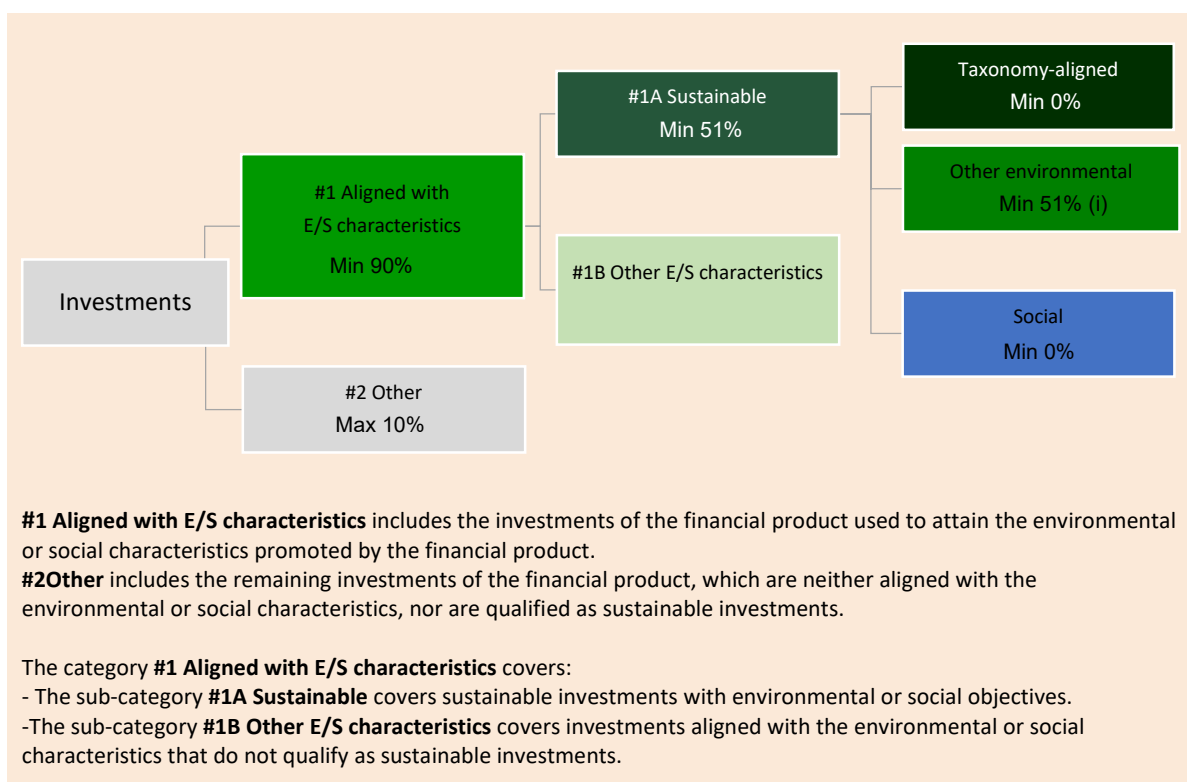 Investments
#1 Aligned with
E/S characteristics
Min 90%
#2 Other
Max 10%
#1A Sustainable
Min 51%
#1B Other E/S characteristics
Taxonomy-aligned
Min 0%
Other environmental
Min 51% (i)
Social
Min 0%
#1 Aligned with E/S characteristics includes the investments of the financial product used to attain the environmental
or social characteristics promoted by the financial product.
#2Other includes the remaining investments of the financial product, which are neither aligned with the
environmental or social characteristics, nor are qualified as sustainable investments.
The category #1 Aligned with E/S characteristics covers:
- The sub-category #1A Sustainable covers sustainable investments with environmental or social objectives.
-The sub-category #1B Other E/S characteristics covers investments aligned with the environmental or social
characteristics that do not qualify as sustainable investments.